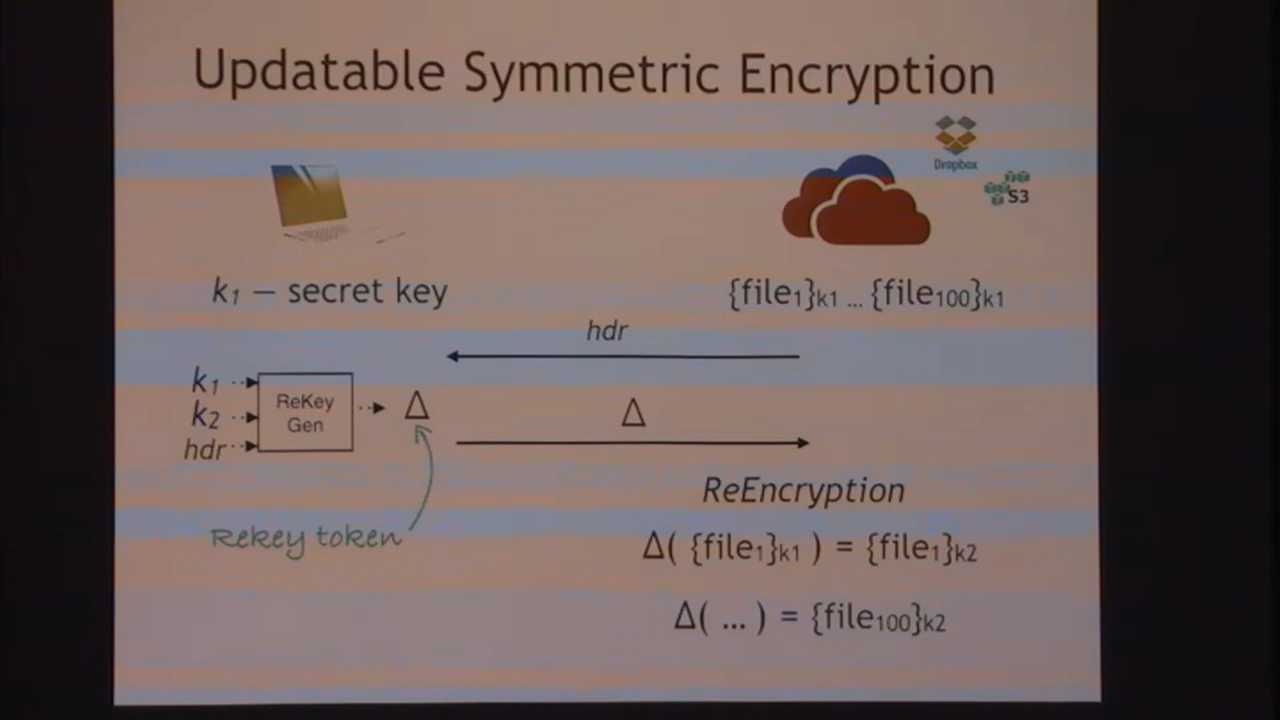 Updatable Symmetric Encryption
Dropbox
S3
k₁ – secret key
{file₁}k1 … {file₁₀₀}k1
hdr
k₁
k₂
hdr
ReKey
Gen
Δ
Δ
Rekey token
ReEncryption
Δ( {file₁}k1 ) = {file₁}k2
Δ( … ) = {file₁₀₀}k2